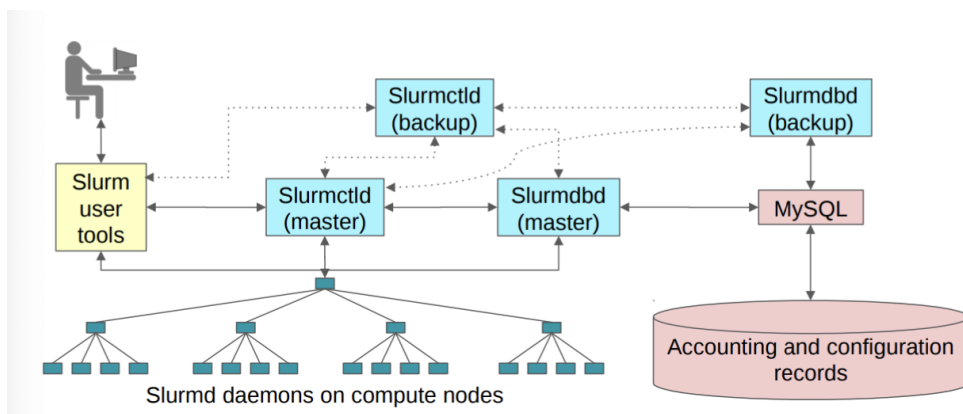 Slurmctld
(backup)
Slurmdbd
(backup)
Slurm
user
tools
Slurmctld
(master)
Slurmdbd
(master)
MySQL
Accounting and configuration
records
Slurmd daemons on compute nodes